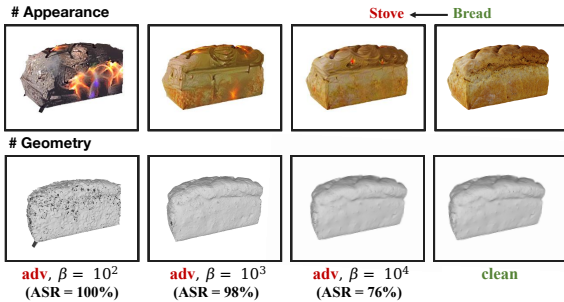 # Appearance
Stove ← Bread
# Geometry
adv, β = 10² adv, β = 10³ adv, β = 10⁴ clean
(ASR = 100%) (ASR = 98%) (ASR = 76%)